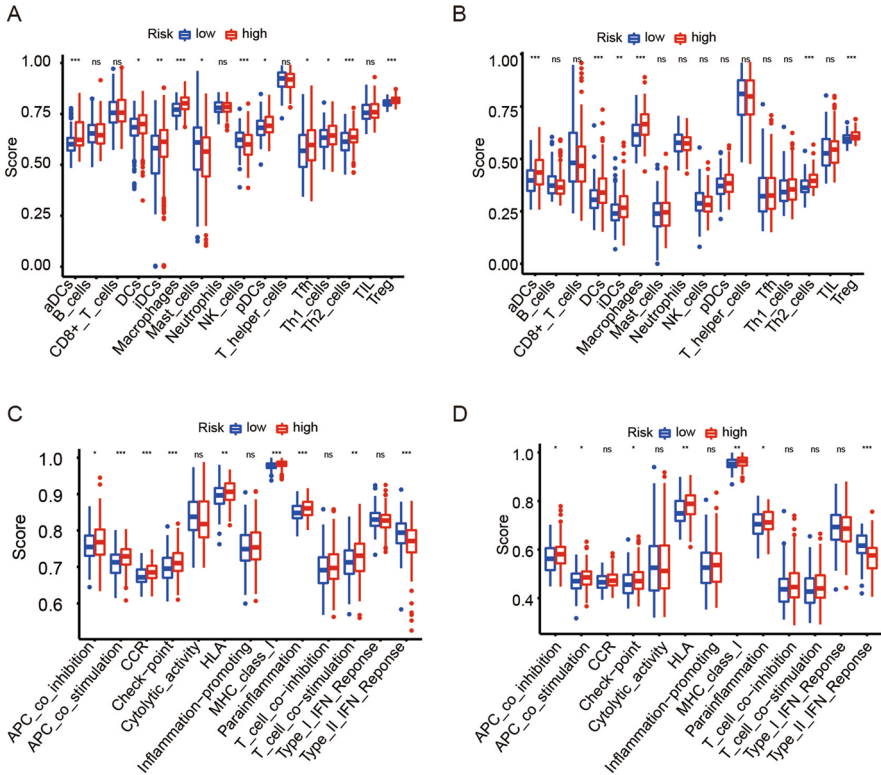 A
Risk low high
*** ns ns * ** *** * ns *** * ns * * *** ns ***
Score
1.00
0.75
0.50
0.25
0.00
aDCs
B_cells
CD8+_T_cells
DCs
iDCs
Macrophages
Mast_cells
Neutrophils
NK_cells
pDCs
T_helper_cells
Tfh
Th1_cells
Th2_cells
TIL
Treg
B
Risk low high
*** ns ns *** ** *** ns ns ns ns ns ns ns *** ns ***
Score
1.00
0.75
0.50
0.25
0.00
aDCs
B_cells
CD8+_T_cells
DCs
iDCs
Macrophages
Mast_cells
Neutrophils
NK_cells
pDCs
T_helper_cells
Tfh
Th1_cells
Th2_cells
TIL
Treg
C
Risk low high
* *** *** *** ns ** ns *** *** ns ** ns ***
Score
1.0
0.9
0.8
0.7
0.6
APC_co_inhibition
APC_co_stimulation
CCR
Check-point
Cytolytic_activity
HLA
Inflammation-promoting
MHC_class_I
Parainflammation
T_cell_co-inhibition
T_cell_co-stimulation
Type_I_IFN_Reponse
Type_II_IFN_Reponse
D
Risk low high
* * ns * ns ** ns ** * ns ns ns ***
Score
1.0
0.8
0.6
0.4
APC_co_inhibition
APC_co_stimulation
CCR
Check-point
Cytolytic_activity
HLA
Inflammation-promoting
MHC_class_I
Parainflammation
T_cell_co-inhibition
T_cell_co-stimulation
Type_I_IFN_Reponse
Type_II_IFN_Reponse